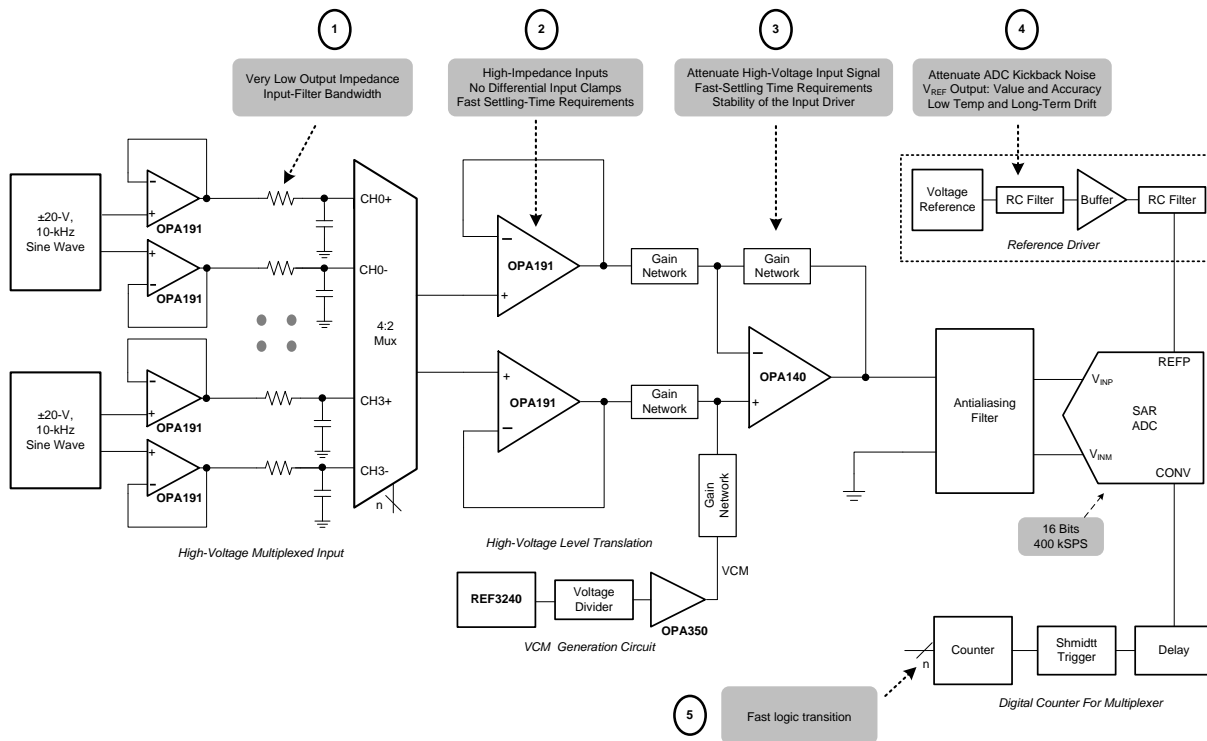 1
2
3
4
Very Low Output Impedance
Input-Filter Bandwidth
High-Impedance Inputs
No Differential Input Clamps
Fast Settling-Time Requirements
Attenuate High-Voltage Input Signal
Fast-Settling Time Requirements
Stability of the Input Driver
Attenuate ADC Kickback Noise
VREF Output: Value and Accuracy
Low Temp and Long-Term Drift
±20-V,
10-kHz
Sine Wave
−
+
OPA191
+
−
OPA191
CH0+
CH0-
±20-V,
10-kHz
Sine Wave
−
+
OPA191
+
−
OPA191
CH3+
CH3-
4:2
Mux
n
High-Voltage Multiplexed Input
−
OPA191
+
+
OPA191
−
High-Voltage Level Translation
Gain
Network
Gain
Network
Gain
Network
Gain
Network
−
OPA140
+
VCM
REF3240
Voltage
Divider
OPA350
VCM Generation Circuit
Voltage
Reference
RC Filter
Buffer
RC Filter
Reference Driver
Antialiasing
Filter
REFP
VINP
SAR
ADC
VINM
CONV
16 Bits
400 kSPS
n
Counter
Shmidtt
Trigger
Delay
Digital Counter For Multiplexer
5
Fast logic transition